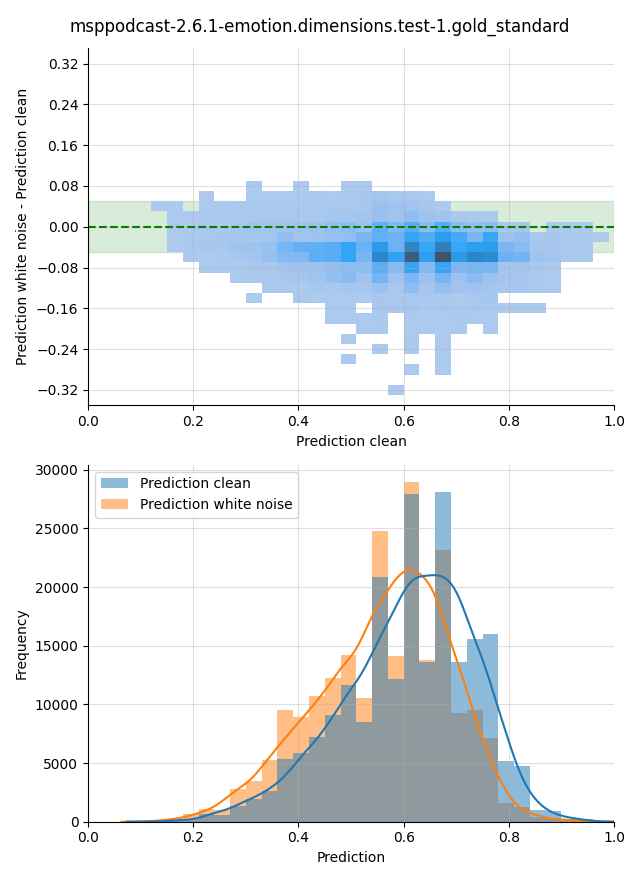 msppodcast-2.6.1-emotion.dimensions.test-1.gold_standard
Prediction white noise - Prediction clean
0.32
0.24
0.16
0.08
0.00
−0.08
−0.16
−0.24
−0.32
0.0 0.2 0.4 0.6 0.8 1.0
Prediction clean
Frequency
30000
25000
20000
15000
10000
5000
0
Prediction clean
Prediction white noise
0.0 0.2 0.4 0.6 0.8 1.0
Prediction